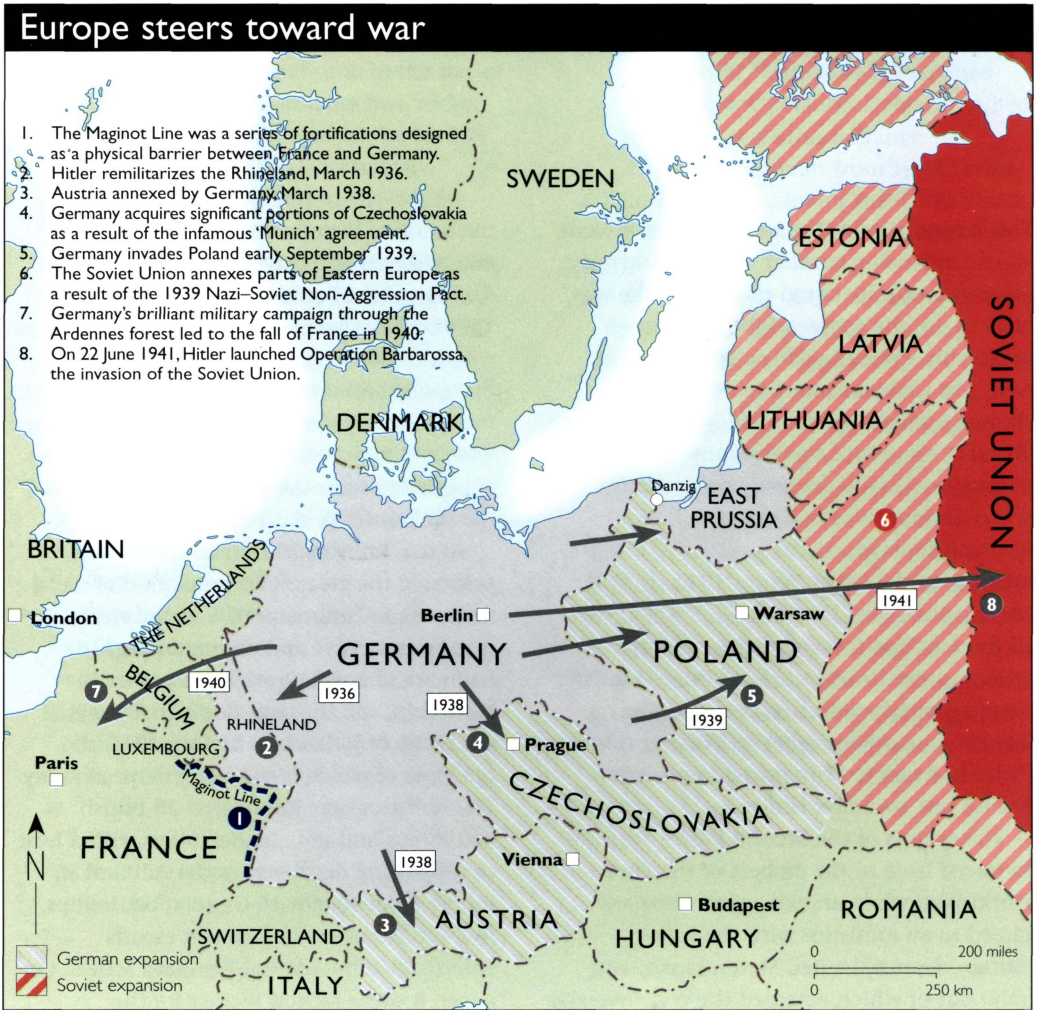 Europe steers toward war
1. The Maginot Line was a series of fortifications designed
as a physical barrier between France and Germany.
2. Hitler remilitarizes the Rhineland, March 1936.
3. Austria annexed by Germany, March 1938.
4. Germany acquires significant portions of Czechoslovakia
as a result of the infamous ‘Munich’ agreement.
5. Germany invades Poland early September 1939.
6. The Soviet Union annexes parts of Eastern Europe as
a result of the 1939 Nazi–Soviet Non-Aggression Pact.
7. Germany’s brilliant military campaign through the
Ardennes forest led to the fall of France in 1940.
8. On 22 June 1941, Hitler launched Operation Barbarossa,
the invasion of the Soviet Union.
SWEDEN
ESTONIA
SOVIET UNION
LATVIA
DENMARK
LITHUANIA
Danzig
EAST
PRUSSIA
6
BRITAIN
THE NETHERLANDS
London
Berlin
Warsaw
1941
8
GERMANY
POLAND
BELGIUM
7
1940
1936
1938
5
1939
RHINELAND
2
4
Prague
LUXEMBOURG
Paris
Maginot Line
1
CZECHOSLOVAKIA
N
FRANCE
1938
Vienna
3
AUSTRIA
Budapest
ROMANIA
SWITZERLAND
HUNGARY
ITALY
German expansion
Soviet expansion
0 200 miles
0 250 km